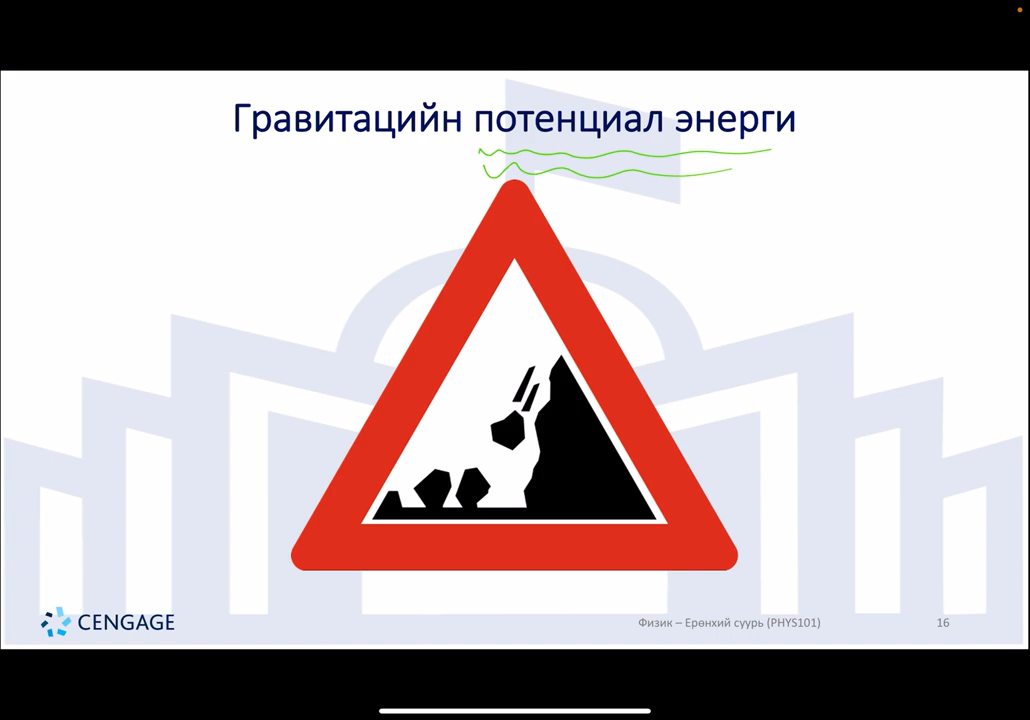 Гравитацийн потенциал энерги
CENGAGE
Физик – Ерөнхий суурь (PHYS101)
16